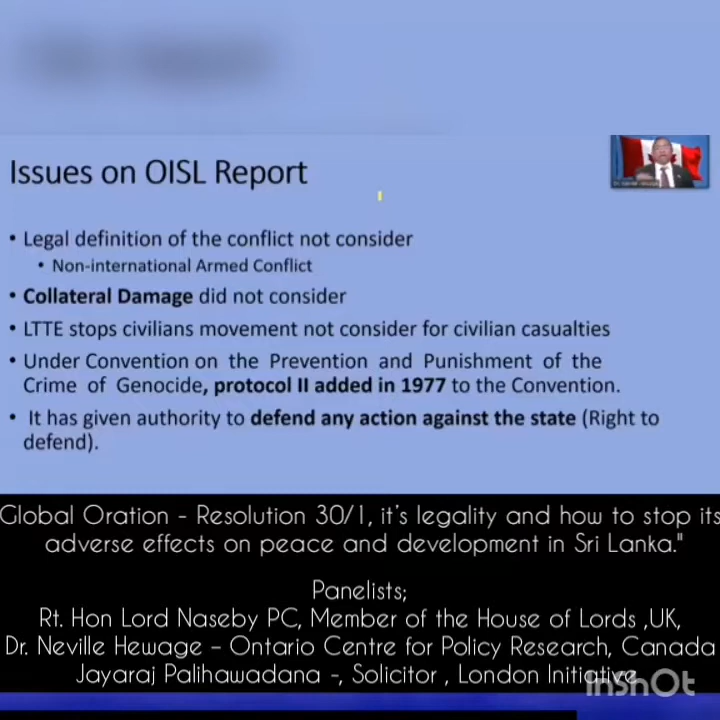 Issues on OISL Report
• Legal definition of the conflict not consider
• Non-international Armed Conflict
• Collateral Damage did not consider
• LTTE stops civilians movement not consider for civilian casualties
• Under Convention on the Prevention and Punishment of the
Crime of Genocide, protocol II added in 1977 to the Convention.
• It has given authority to defend any action against the state (Right to
defend).
Global Oration - Resolution 30/1, it's legality and how to stop its
adverse effects on peace and development in Sri Lanka."
Panelists;
Rt. Hon Lord Naseby PC, Member of the House of Lords ,UK,
Dr. Neville Hewage – Ontario Centre for Policy Research, Canada
Jayaraj Palihawadana -, Solicitor , London Initiative
InShOt